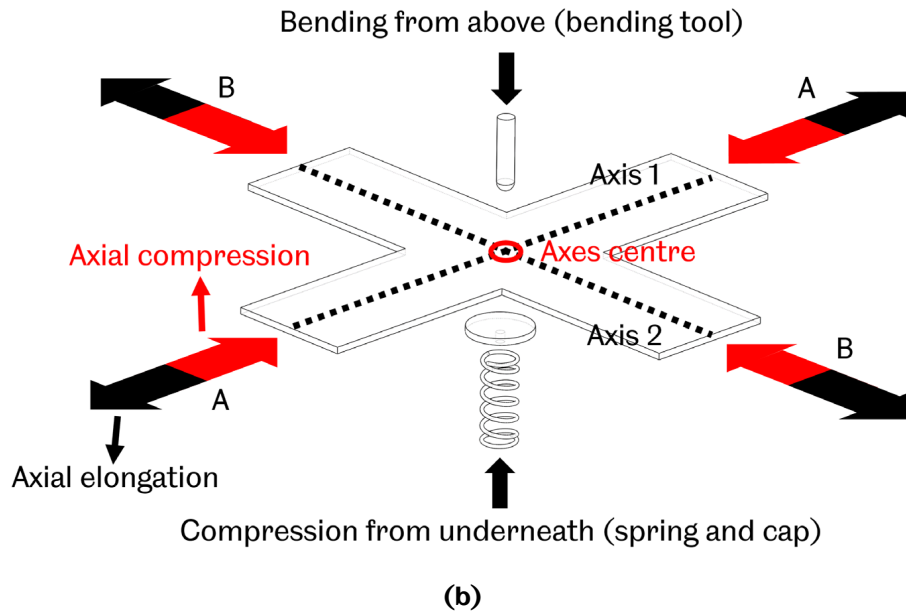 Bending from above (bending tool)
B
A
Axis 1
Axial compression
Axes centre
Axis 2
B
A
Axial elongation
Compression from underneath (spring and cap)
(b)